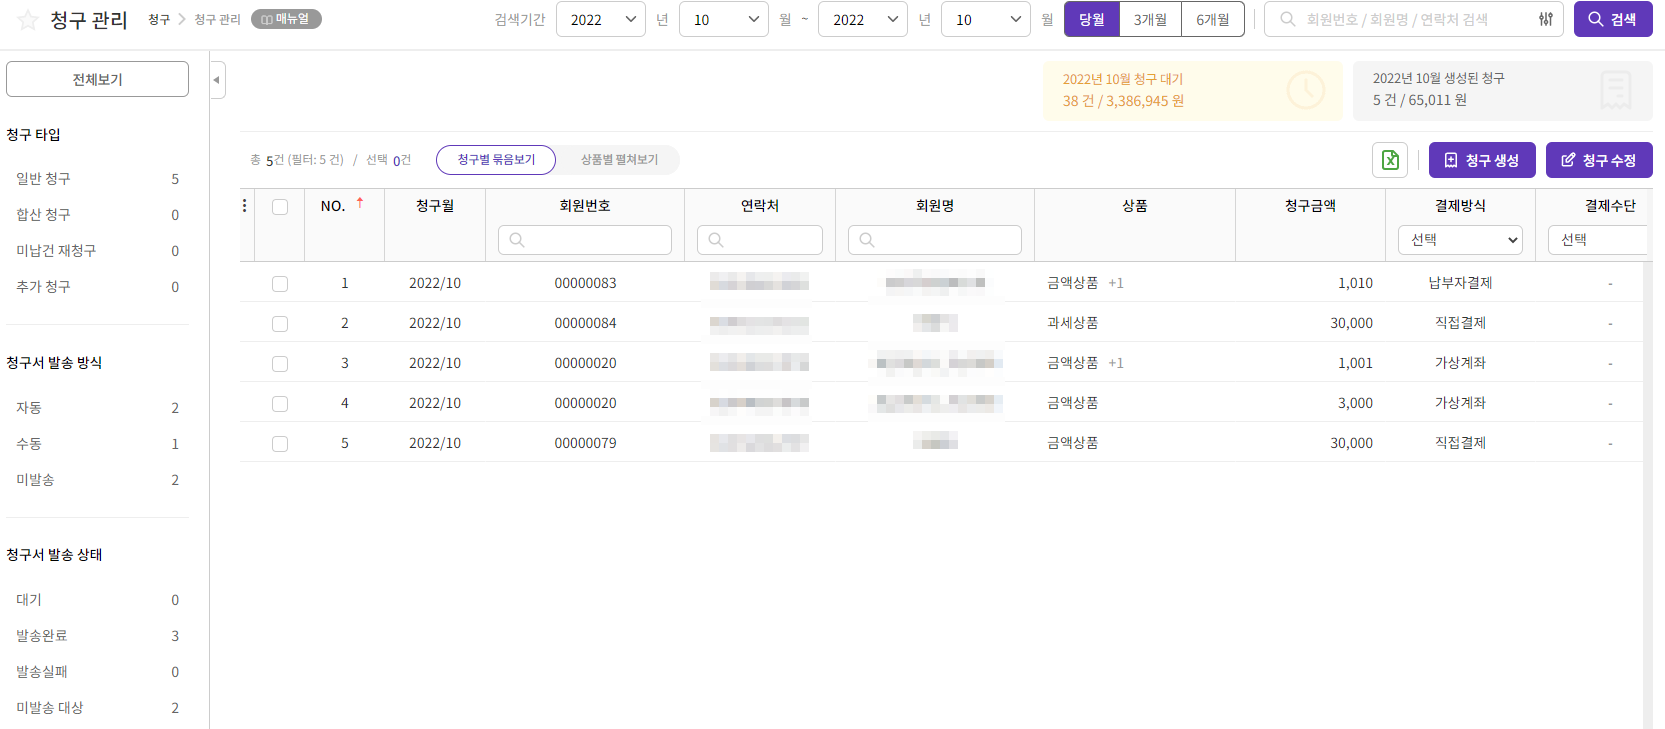 청구 관리 청구 청구 관리 매뉴얼 검색기간 2022 년 10 월 ~ 2022 년 10 월 당월 3개월 6개월 회원번호 / 회원명 / 연락처 검색 검색
전체보기
2022년 10월 청구 대기
38 건 / 3,386,945 원
2022년 10월 생성된 청구
5 건 / 65,011 원
청구 타입
일반 청구 5
합산 청구 0
미납건 재청구 0
추가 청구 0
청구서 발송 방식
자동 2
수동 1
미발송 2
청구서 발송 상태
대기 0
발송완료 3
발송실패 0
미발송 대상 2
총 5건 (필터: 5 건) / 선택 0건 청구별 묶음보기 상품별 펼쳐보기 청구 생성 청구 수정
NO. 청구월 회원번호 연락처 회원명 상품 청구금액 결제방식 결제수단
선택 선택
1 2022/10 00000083 금액상품 +1 1,010 납부자결제 -
2 2022/10 00000084 과세상품 30,000 직접결제 -
3 2022/10 00000020 금액상품 +1 1,001 가상계좌 -
4 2022/10 00000020 금액상품 3,000 가상계좌 -
5 2022/10 00000079 금액상품 30,000 직접결제 -